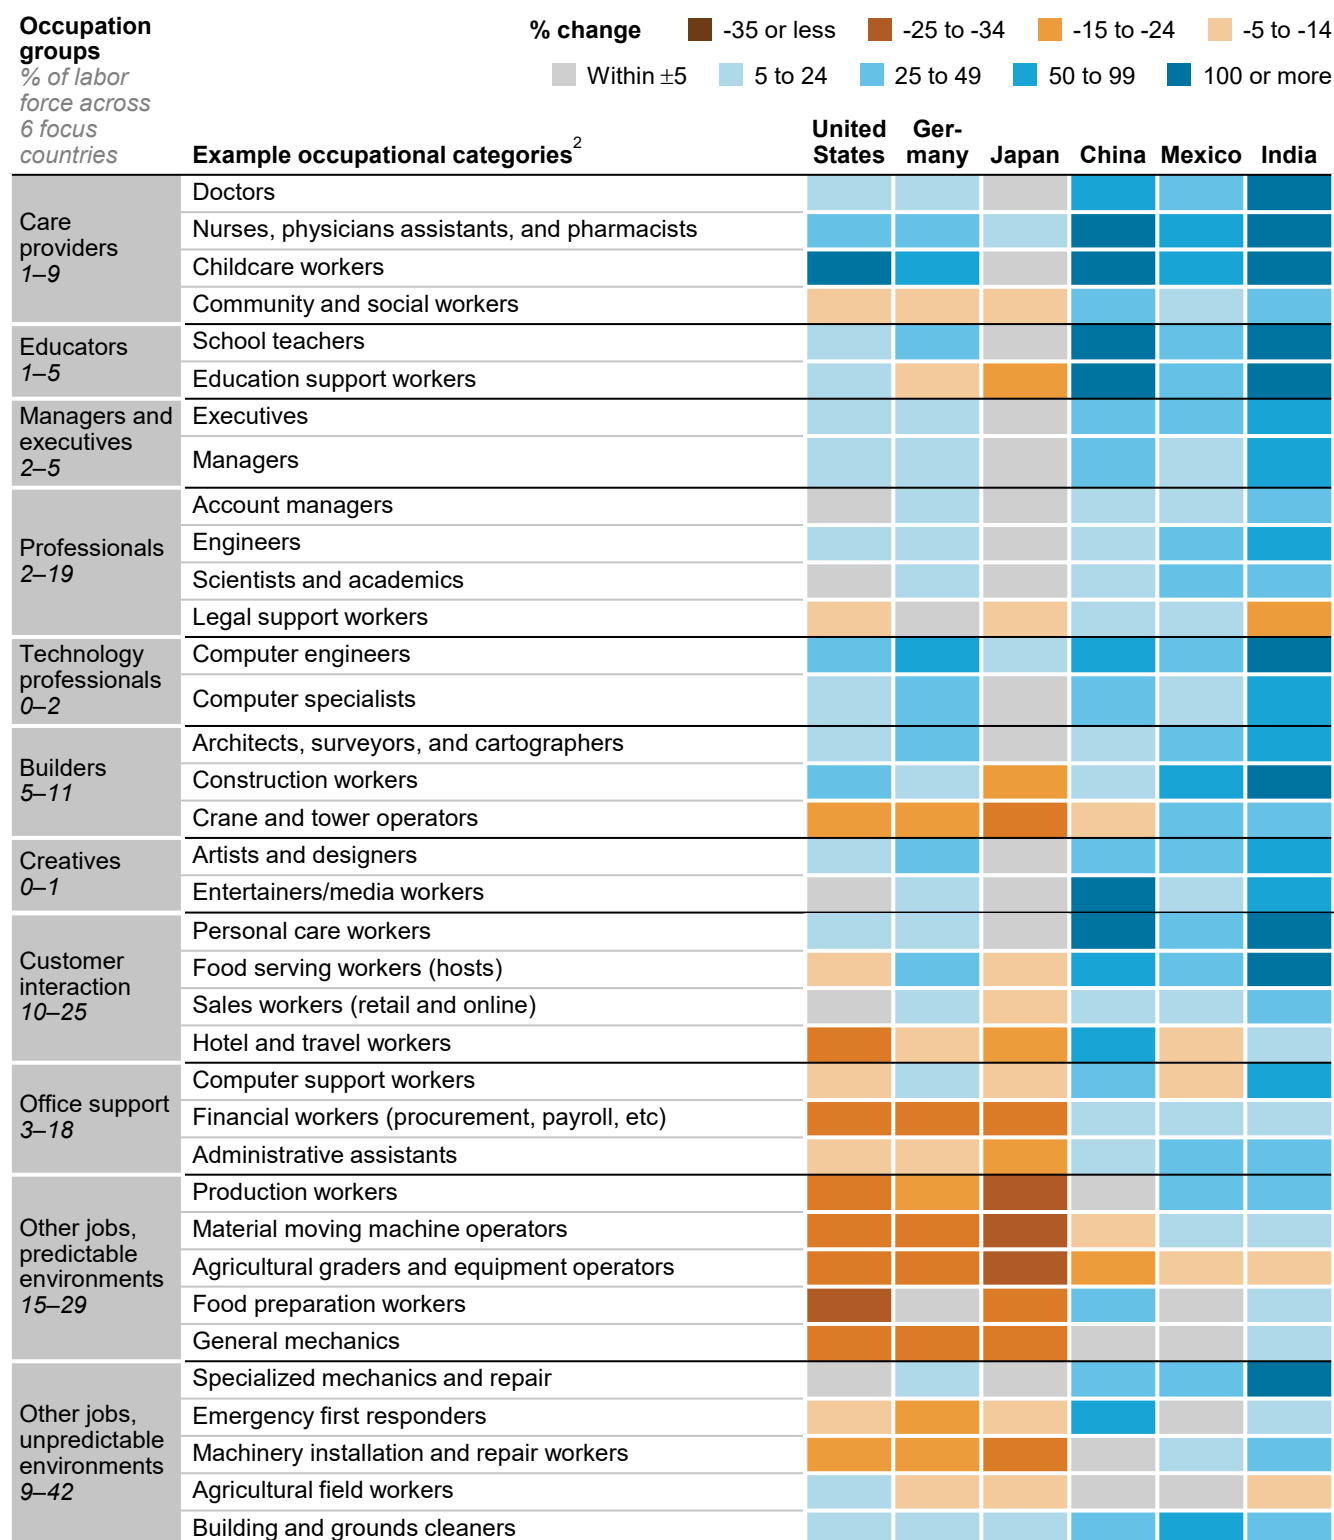 Occupation
groups
% of labor
force across
6 focus
countries
% change
-35 or less
-25 to -34
-15 to -24
-5 to -14
Within ±5
5 to 24
25 to 49
50 to 99
100 or more
Example occupational categories2
United
States
Ger-
many
Japan
China
Mexico
India
Care
providers
1–9
Doctors
Nurses, physicians assistants, and pharmacists
Childcare workers
Community and social workers
Educators
1–5
School teachers
Education support workers
Managers and
executives
2–5
Executives
Managers
Professionals
2–19
Account managers
Engineers
Scientists and academics
Legal support workers
Technology
professionals
0–2
Computer engineers
Computer specialists
Builders
5–11
Architects, surveyors, and cartographers
Construction workers
Crane and tower operators
Creatives
0–1
Artists and designers
Entertainers/media workers
Customer
interaction
10–25
Personal care workers
Food serving workers (hosts)
Sales workers (retail and online)
Hotel and travel workers
Office support
3–18
Computer support workers
Financial workers (procurement, payroll, etc)
Administrative assistants
Other jobs,
predictable
environments
15–29
Production workers
Material moving machine operators
Agricultural graders and equipment operators
Food preparation workers
General mechanics
Other jobs,
unpredictable
environments
9–42
Specialized mechanics and repair
Emergency first responders
Machinery installation and repair workers
Agricultural field workers
Building and grounds cleaners